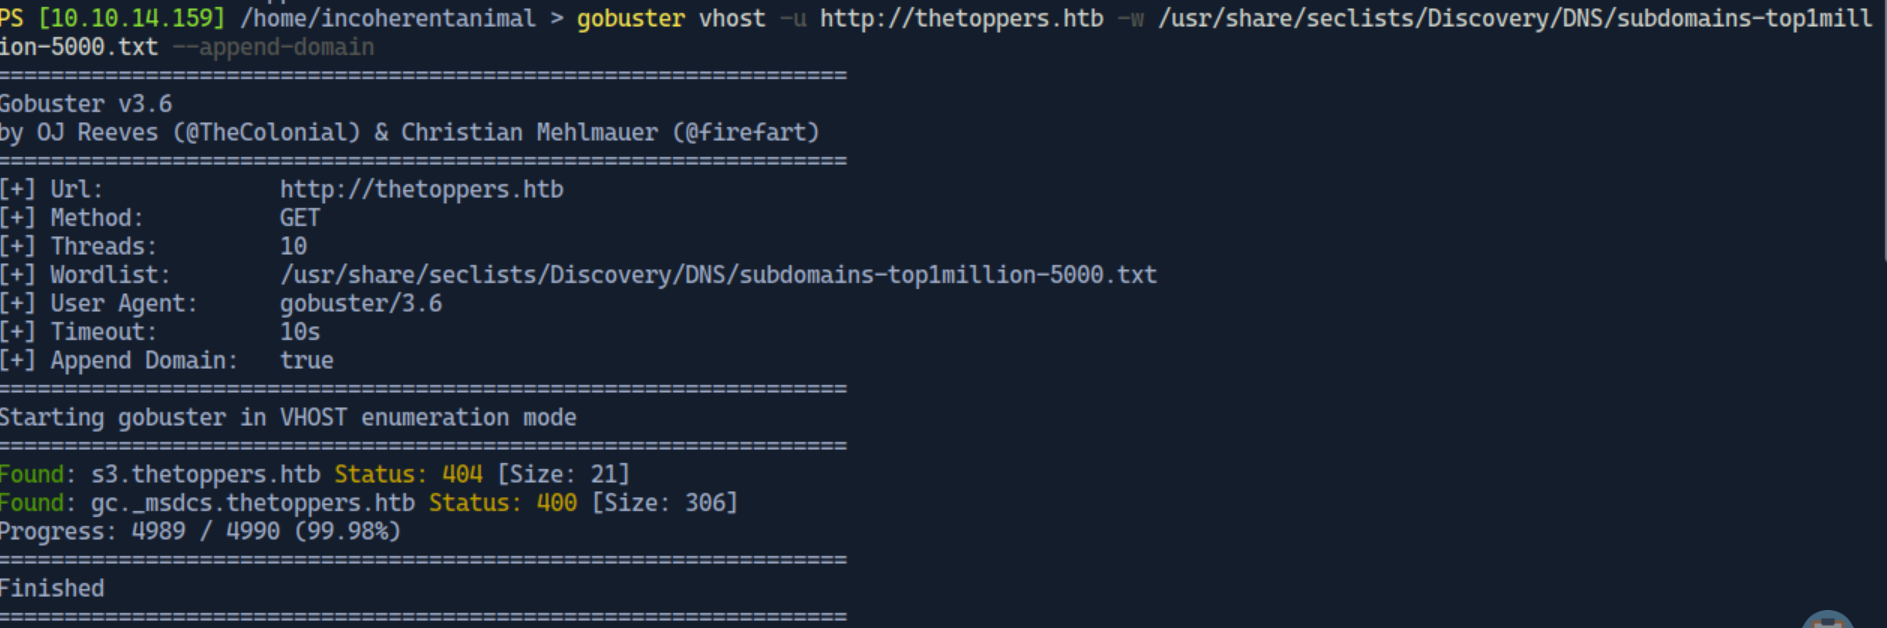 PS [10.10.14.159] /home/incoherentanimal > gobuster vhost -u http://thetoppers.htb -w /usr/share/seclists/Discovery/DNS/subdomains-top1mill
ion-5000.txt --append-domain
===============================================================
Gobuster v3.6
by OJ Reeves (@TheColonial) & Christian Mehlmauer (@firefart)
===============================================================
[+] Url:             http://thetoppers.htb
[+] Method:          GET
[+] Threads:         10
[+] Wordlist:        /usr/share/seclists/Discovery/DNS/subdomains-top1million-5000.txt
[+] User Agent:      gobuster/3.6
[+] Timeout:         10s
[+] Append Domain:   true
===============================================================
Starting gobuster in VHOST enumeration mode
===============================================================
Found: s3.thetoppers.htb Status: 404 [Size: 21]
Found: gc._msdcs.thetoppers.htb Status: 400 [Size: 306]
Progress: 4989 / 4990 (99.98%)
===============================================================
Finished
===============================================================